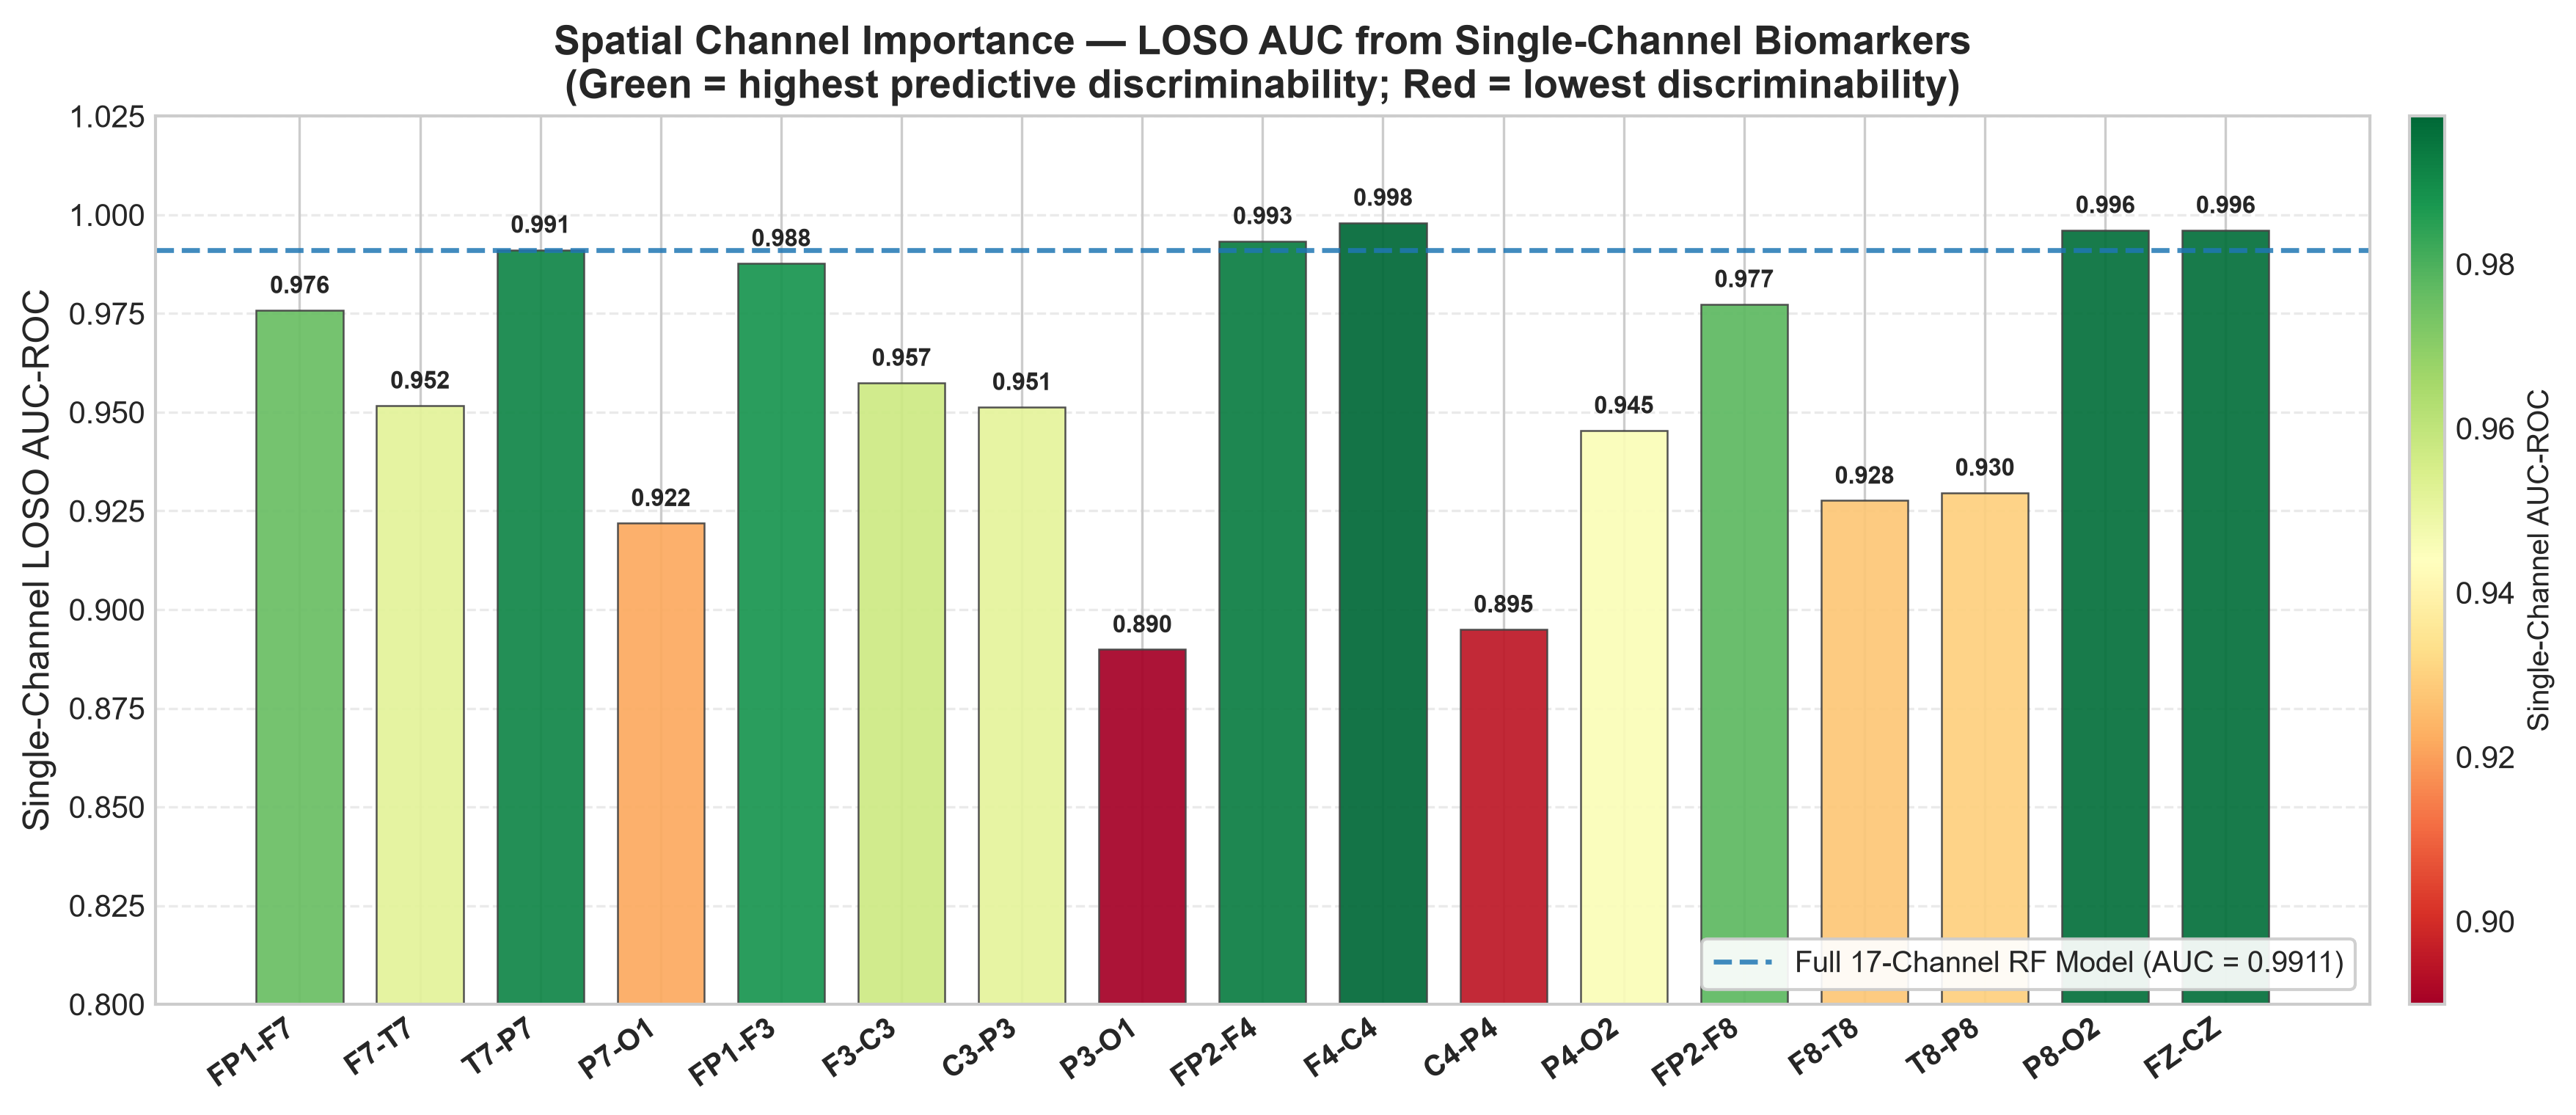 Spatial Channel Importance — LOSO AUC from Single-Channel Biomarkers
(Green = highest predictive discriminability; Red = lowest discriminability)
Single-Channel LOSO AUC-ROC
1.025
1.000
0.975
0.950
0.925
0.900
0.875
0.850
0.825
0.800
0.976
0.952
0.991
0.922
0.988
0.957
0.951
0.890
0.993
0.998
0.895
0.945
0.977
0.928
0.930
0.996
0.996
Full 17-Channel RF Model (AUC = 0.9911)
FP1-F7
F7-T7
T7-P7
P7-O1
FP1-F3
F3-C3
C3-P3
P3-O1
FP2-F4
F4-C4
C4-P4
P4-O2
FP2-F8
F8-T8
T8-P8
P8-O2
FZ-CZ
0.98
0.96
0.94
0.92
0.90
Single-Channel AUC-ROC